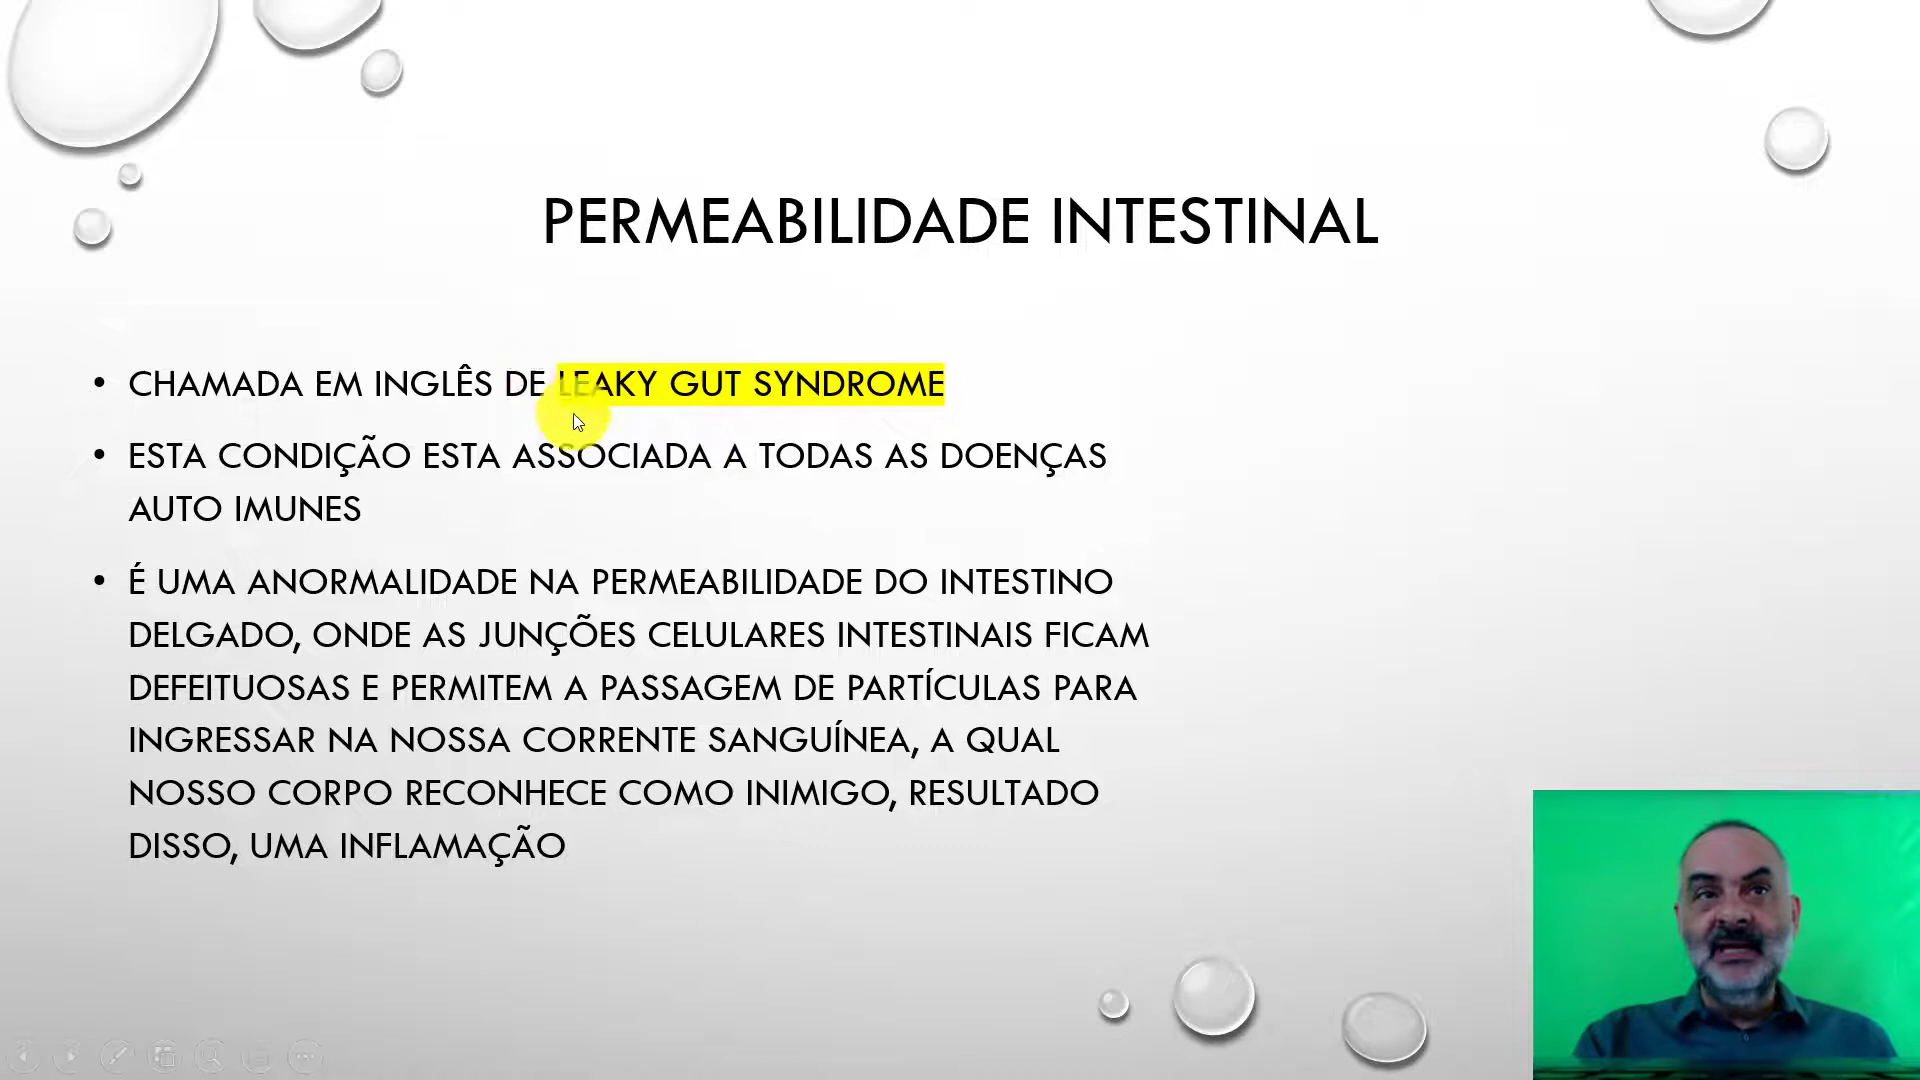 PERMEABILIDADE INTESTINAL
• CHAMADA EM INGLÊS DE LEAKY GUT SYNDROME
• ESTA CONDIÇÃO ESTA ASSOCIADA A TODAS AS DOENÇAS
AUTO IMUNES
• É UMA ANORMALIDADE NA PERMEABILIDADE DO INTESTINO
DELGADO, ONDE AS JUNÇÕES CELULARES INTESTINAIS FICAM
DEFEITUOSAS E PERMITEM A PASSAGEM DE PARTÍCULAS PARA
INGRESSAR NA NOSSA CORRENTE SANGUÍNEA, A QUAL
NOSSO CORPO RECONHECE COMO INIMIGO, RESULTADO
DISSO, UMA INFLAMAÇÃO